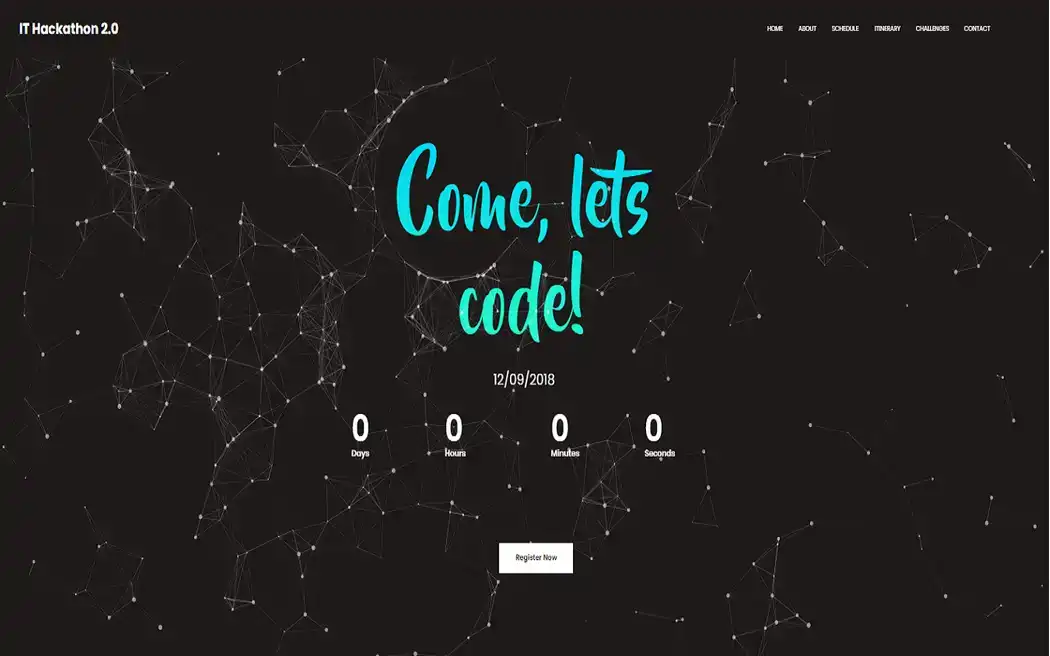 IT Hackathon 2.0
HOME ABOUT SCHEDULE ITINERARY CHALLENGES CONTACT
Come, lets
code!
12/09/2018
0 0 0 0
Days Hours Minutes Seconds
Register Now